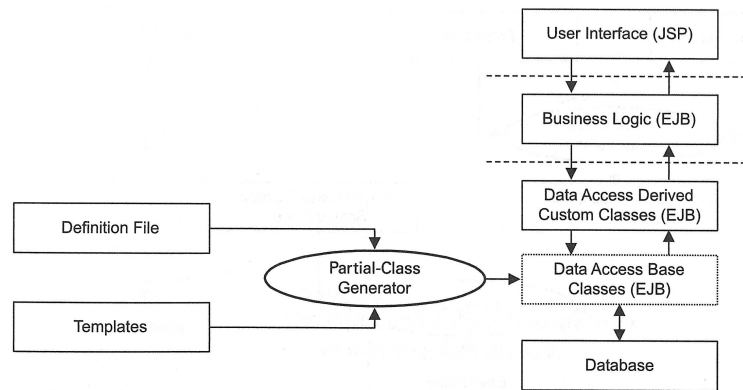 User Interface (JSP)
Business Logic (EJB)
Data Access Derived
Custom Classes (EJB)
Definition File
Partial-Class
Generator
Data Access Base
Classes (EJB)
Templates
Database